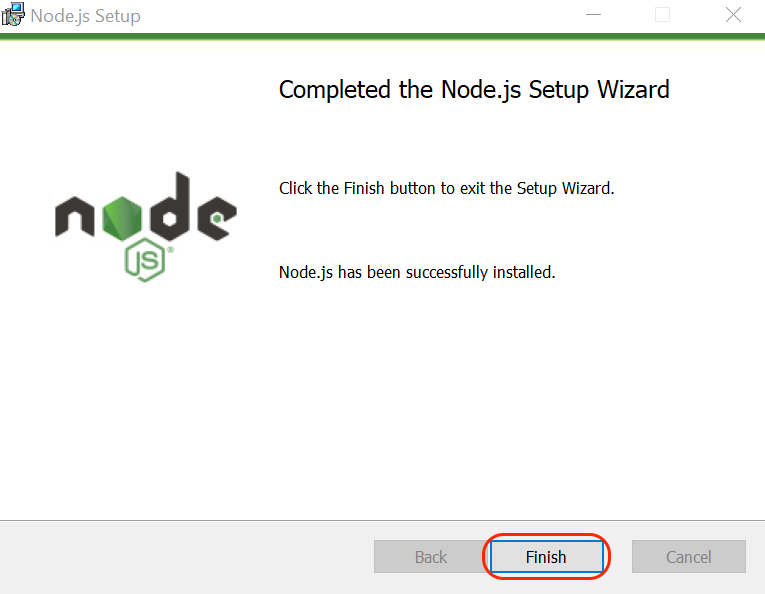 Node.js Setup
Completed the Node.js Setup Wizard
Click the Finish button to exit the Setup Wizard.
node
JS®
Node.js has been successfully installed.
Back
Finish
Cancel